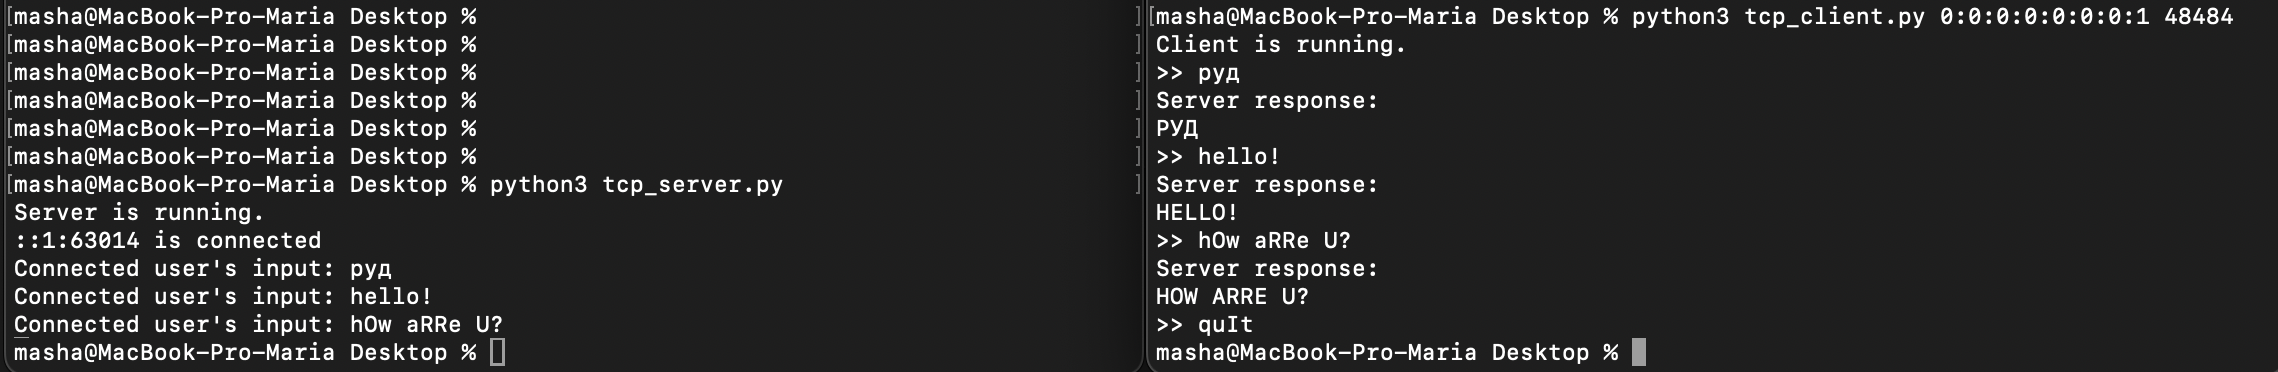 [masha@MacBook-Pro-Maria Desktop %
[masha@MacBook-Pro-Maria Desktop % ]
[masha@MacBook-Pro-Maria Desktop % ]
[masha@MacBook-Pro-Maria Desktop % ]
[masha@MacBook-Pro-Maria Desktop % ]
[masha@MacBook-Pro-Maria Desktop % ]
[masha@MacBook-Pro-Maria Desktop % python3 tcp_server.py ]
Server is running.
::1:63014 is connected
Connected user's input: руд
Connected user's input: hello!
Connected user's input: hOw aRRe U?
masha@MacBook-Pro-Maria Desktop %
[masha@MacBook-Pro-Maria Desktop % python3 tcp_client.py 0:0:0:0:0:0:0:1 48484
Client is running.
>> руд
Server response:
РУД
>> hello!
Server response:
HELLO!
>> hOw aRRe U?
Server response:
HOW ARRE U?
>> quIt
masha@MacBook-Pro-Maria Desktop %